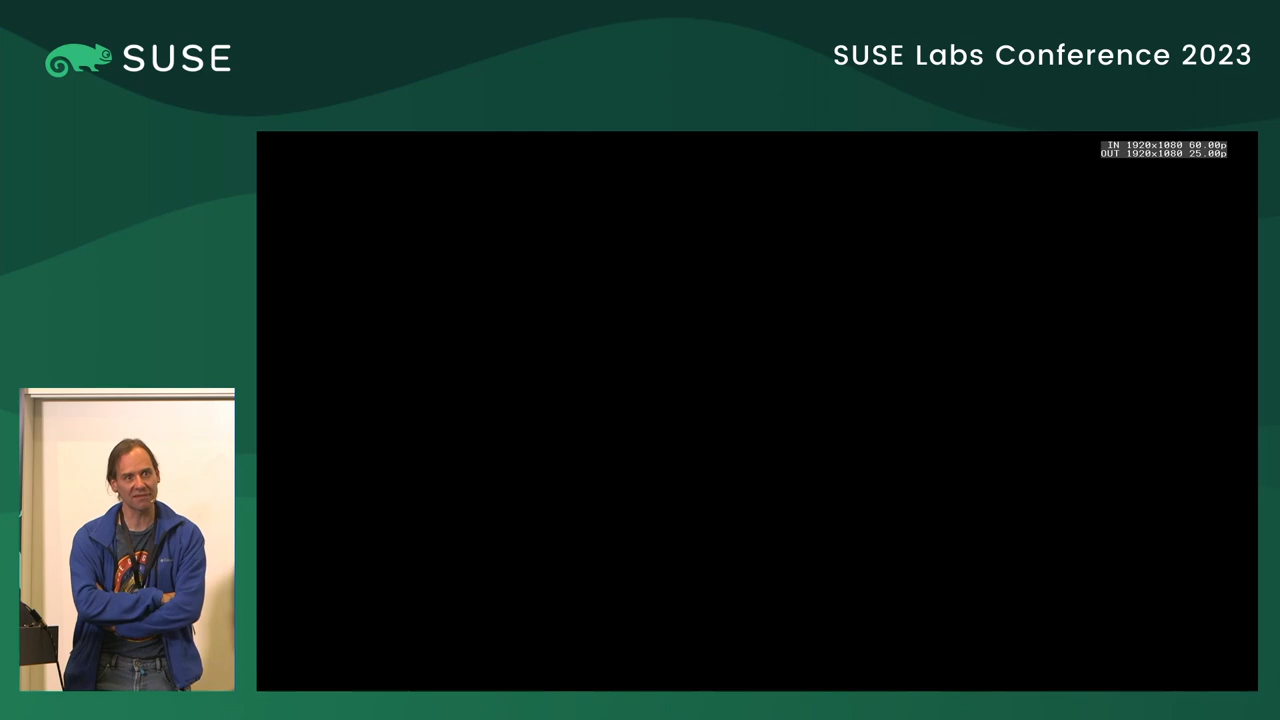 SUSE
SUSE Labs Conference 2023
IN 1920x1080 60.00p
OUT 1920x1080 25.00p